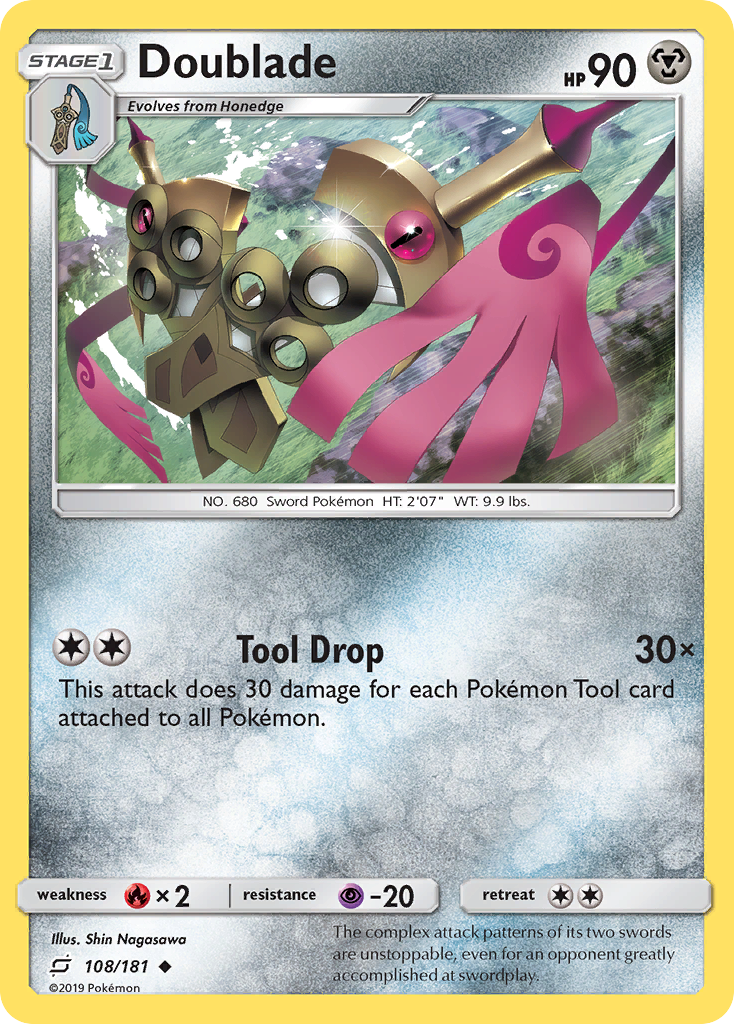 STAGE1
Doublade
HP 90
Evolves from Honedge
NO. 680 Sword Pokémon HT: 2'07" WT: 9.9 lbs.
Tool Drop 30×
This attack does 30 damage for each Pokémon Tool card
attached to all Pokémon.
weakness ×2 resistance -20 retreat
Illus. Shin Nagasawa
108/181
©2019 Pokémon
The complex attack patterns of its two swords
are unstoppable, even for an opponent greatly
accomplished at swordplay.